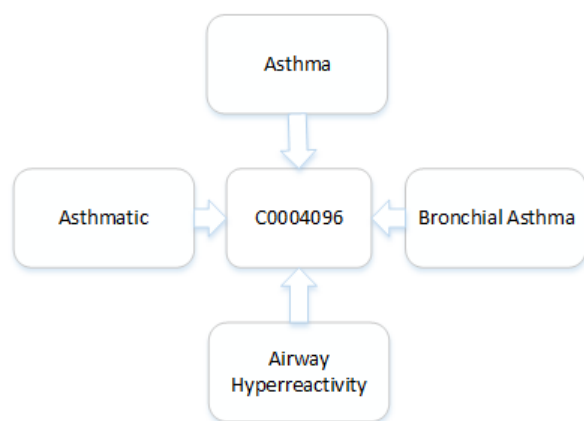 Asthma
Asthmatic
C0004096
Bronchial Asthma
Airway
Hyperreactivity